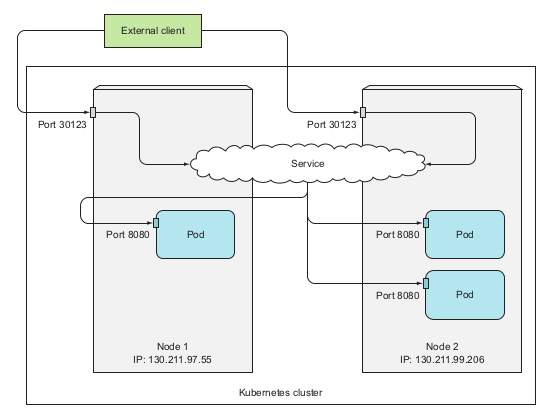 External client
Port 30123
Port 30123
Service
Port 8080
Pod
Port 8080
Pod
Port 8080
Pod
Node 1
IP: 130.211.97.55
Node 2
IP: 130.211.99.206
Kubernetes cluster